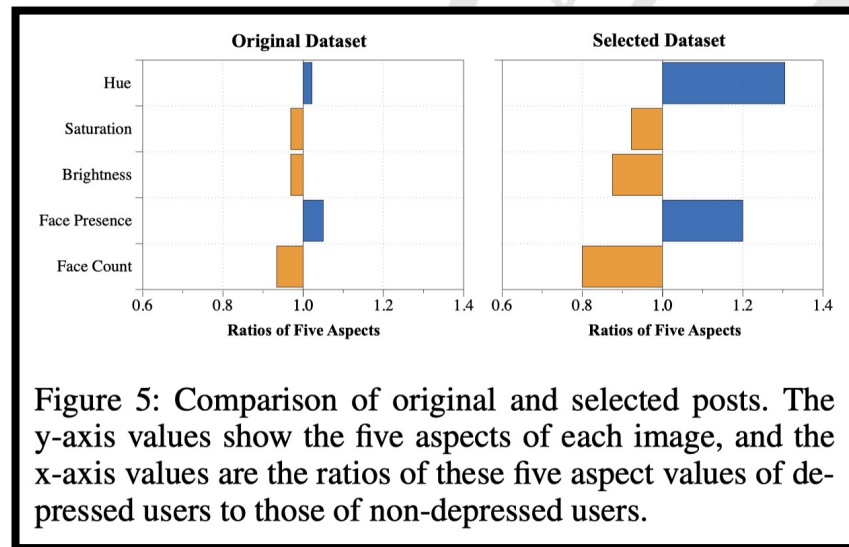 Original Dataset
Selected Dataset
Hue
Saturation
Brightness
Face Presence
Face Count
0.6 0.8 1.0 1.2 1.4
0.6 0.8 1.0 1.2 1.4
Ratios of Five Aspects
Ratios of Five Aspects
Figure 5: Comparison of original and selected posts. The
y-axis values show the five aspects of each image, and the
x-axis values are the ratios of these five aspect values of de-
pressed users to those of non-depressed users.